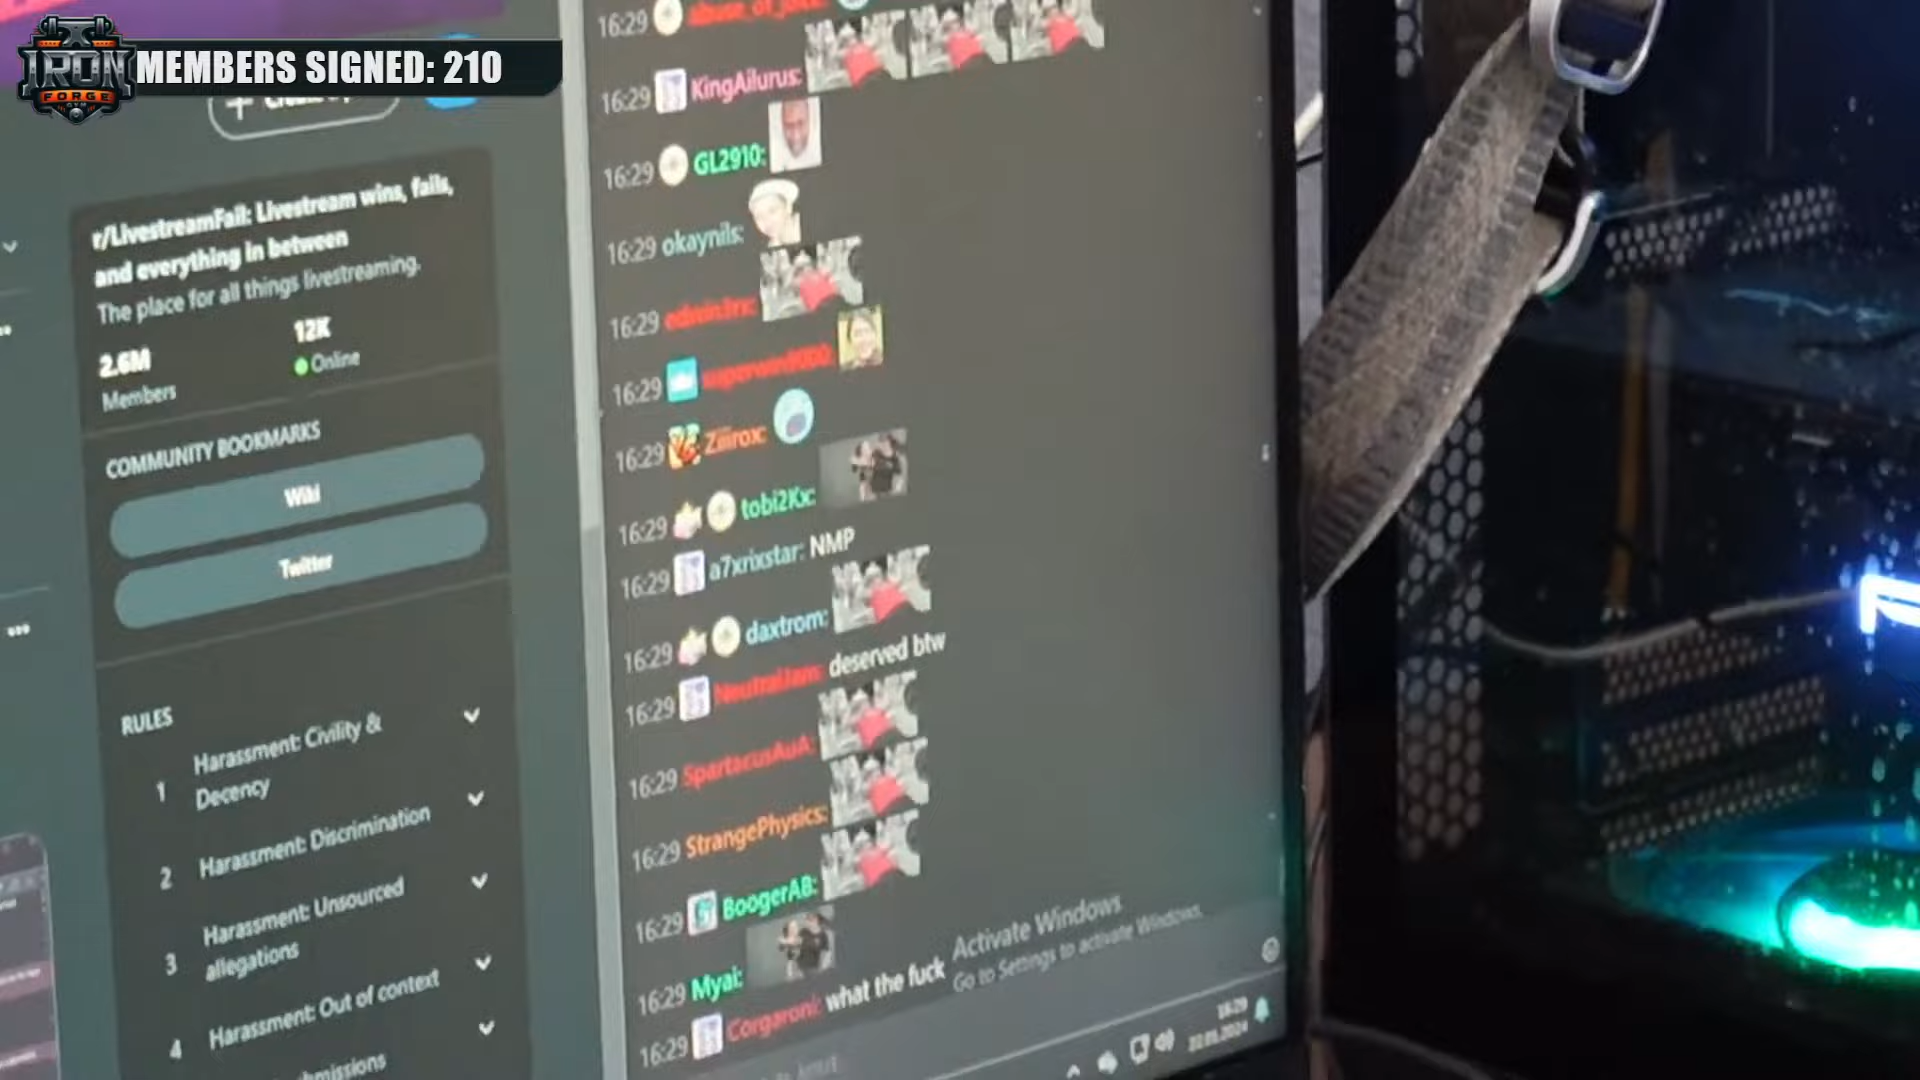 IRON
FORGE
GYM
MEMBERS SIGNED: 210
r/LivestreamFail: Livestream wins, fails,
and everything in between
The place for all things livestreaming.
2.6M
Members
12K
Online
COMMUNITY BOOKMARKS
Wiki
Twitter
RULES
1 Harassment: Civility &
Decency
2 Harassment: Discrimination
3 Harassment: Unsourced
allegations
4 Harassment: Out of context
16:29
16:29 KingAilurus:
16:29 GL2910:
16:29 okaynils:
16:29
16:29
16:29 Ziiirox:
16:29 tobi2Kx:
16:29 a7xrixstar: NMP
16:29 daxtrom:
16:29 NeutralJam: deserved btw
16:29 SpartacusAuA:
16:29 StrangePhysics:
16:29 BoogerAB:
16:29 Myai:
16:29 Corgaroni: what the fuck
Activate Windows
Go to Settings to activate Windows.
16:29